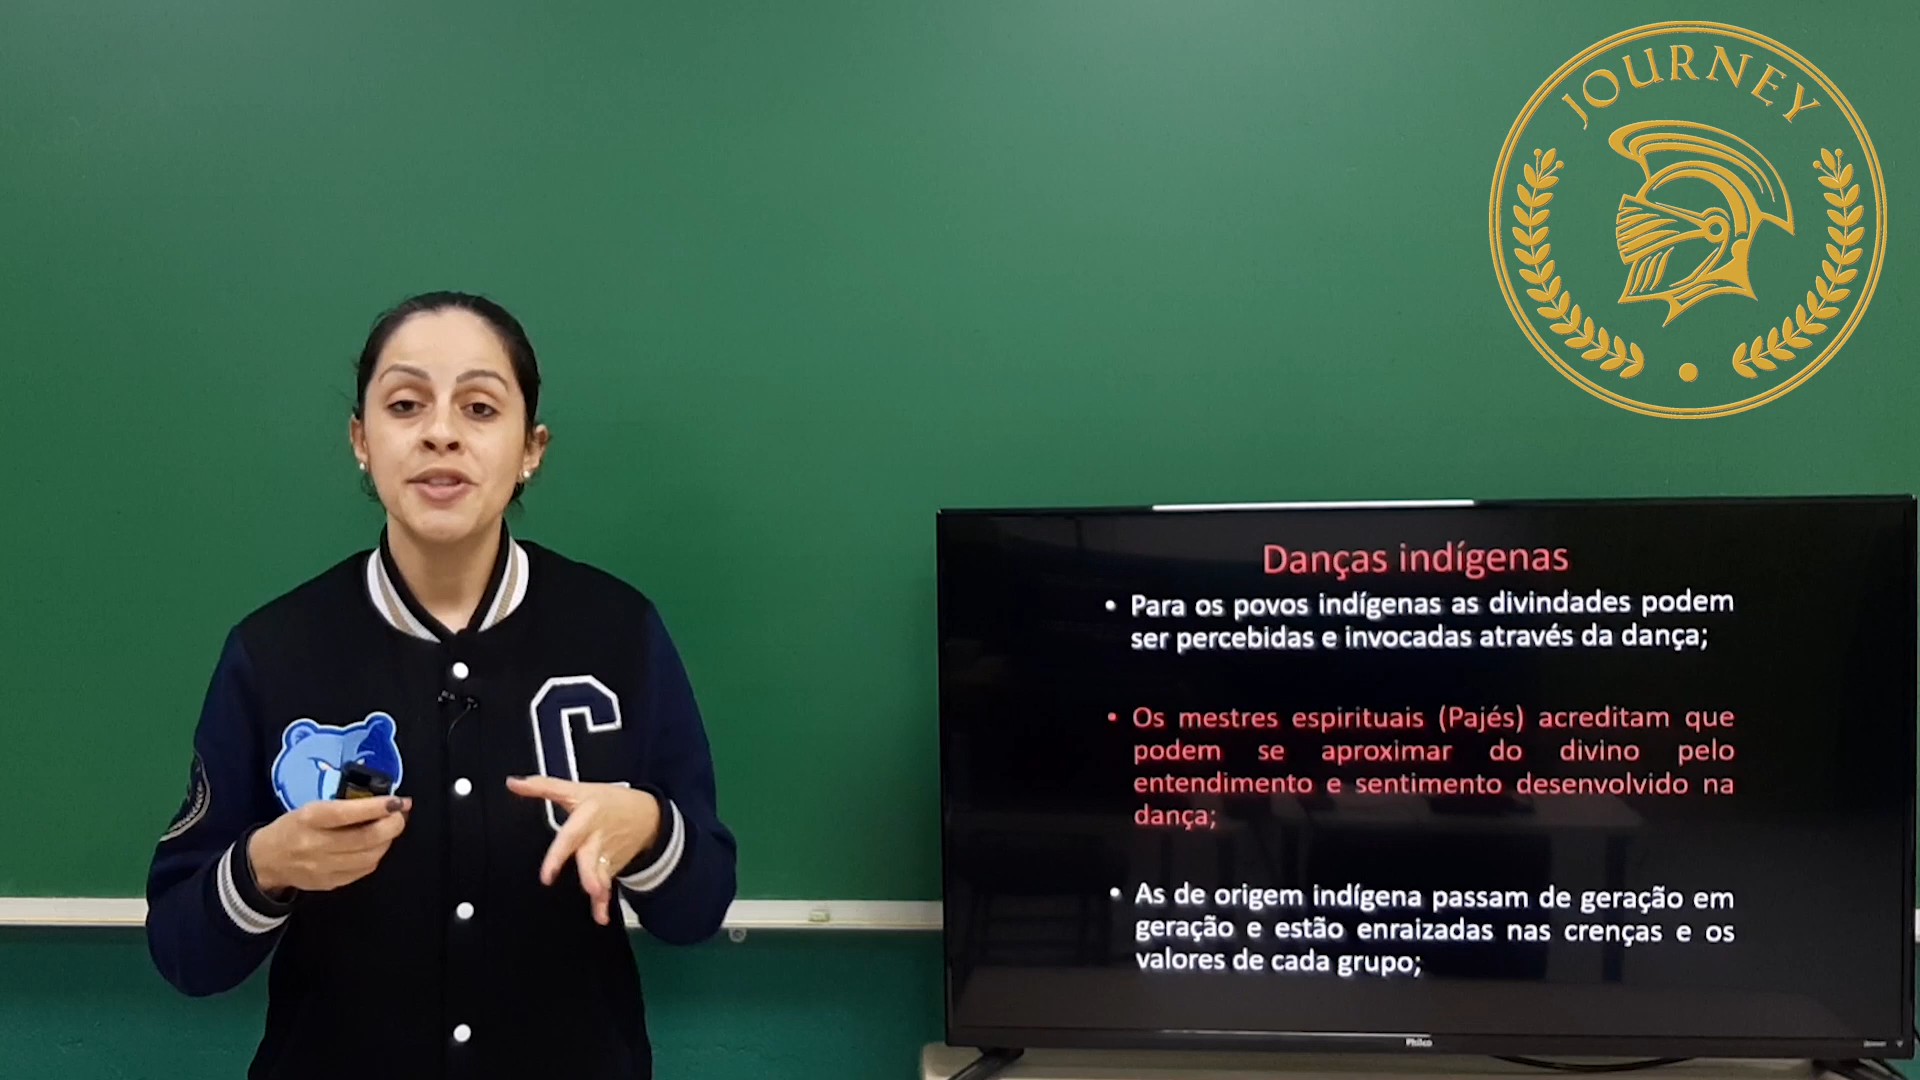 JOURNEY
C
Danças indígenas
• Para os povos indígenas as divindades podem
ser percebidas e invocadas através da dança;
• Os mestres espirituais (Pajés) acreditam que
podem se aproximar do divino pelo
entendimento e sentimento desenvolvido na
dança;
• As de origem indígena passam de geração em
geração e estão enraizadas nas crenças e os
valores de cada grupo;
Philco